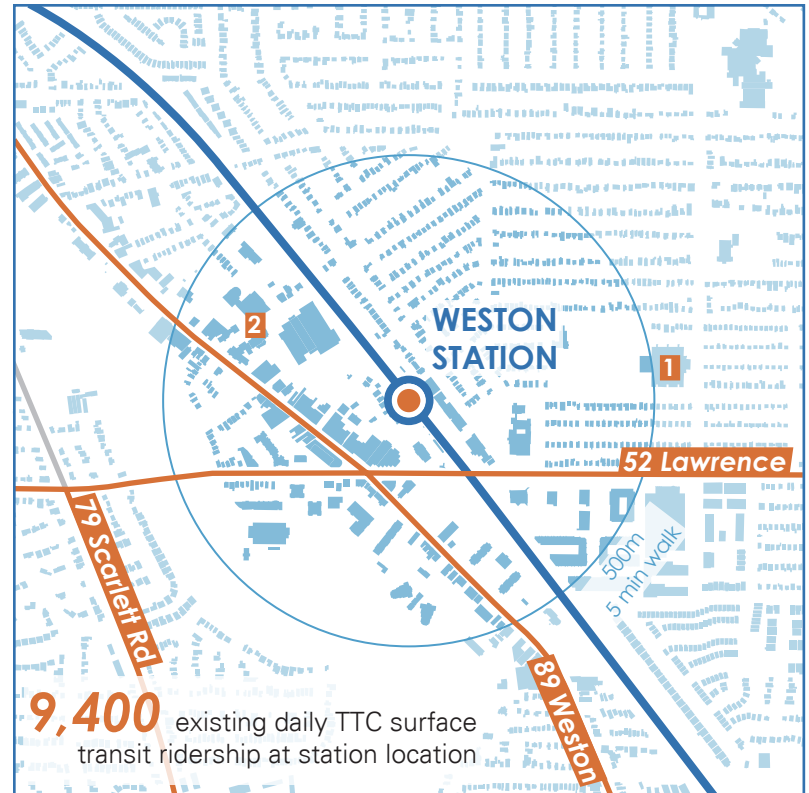 2
WESTON
STATION
1
52 Lawrence
79 Scarlett Rd
500m
5 min walk
89 Weston
9,400 existing daily TTC surface
transit ridership at station location